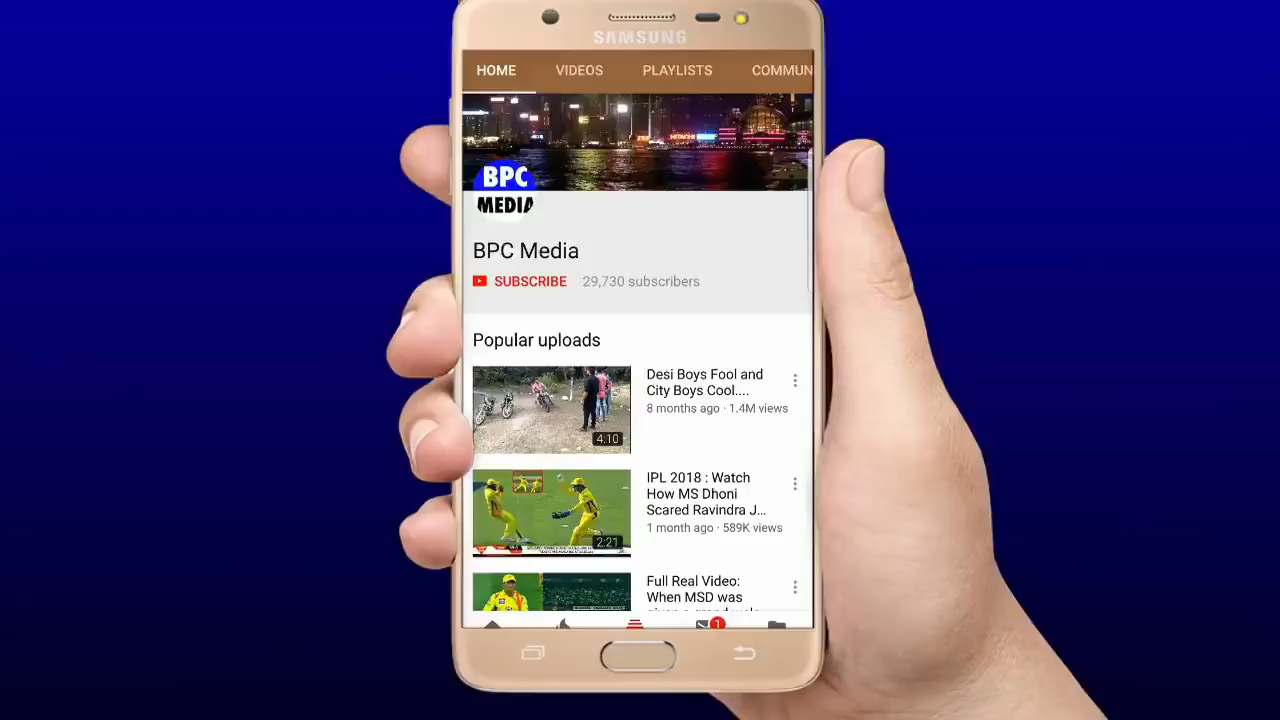 SAMSUNG
HOME VIDEOS PLAYLISTS COMMUN
HITACHI
BPC
MEDIA
BPC Media
SUBSCRIBE 29,730 subscribers
Popular uploads
Desi Boys Fool and
City Boys Cool....
8 months ago · 1.4M views
4:10
IPL 2018 : Watch
How MS Dhoni
Scared Ravindra J...
1 month ago · 589K views
2:21
Full Real Video:
When MSD was
1